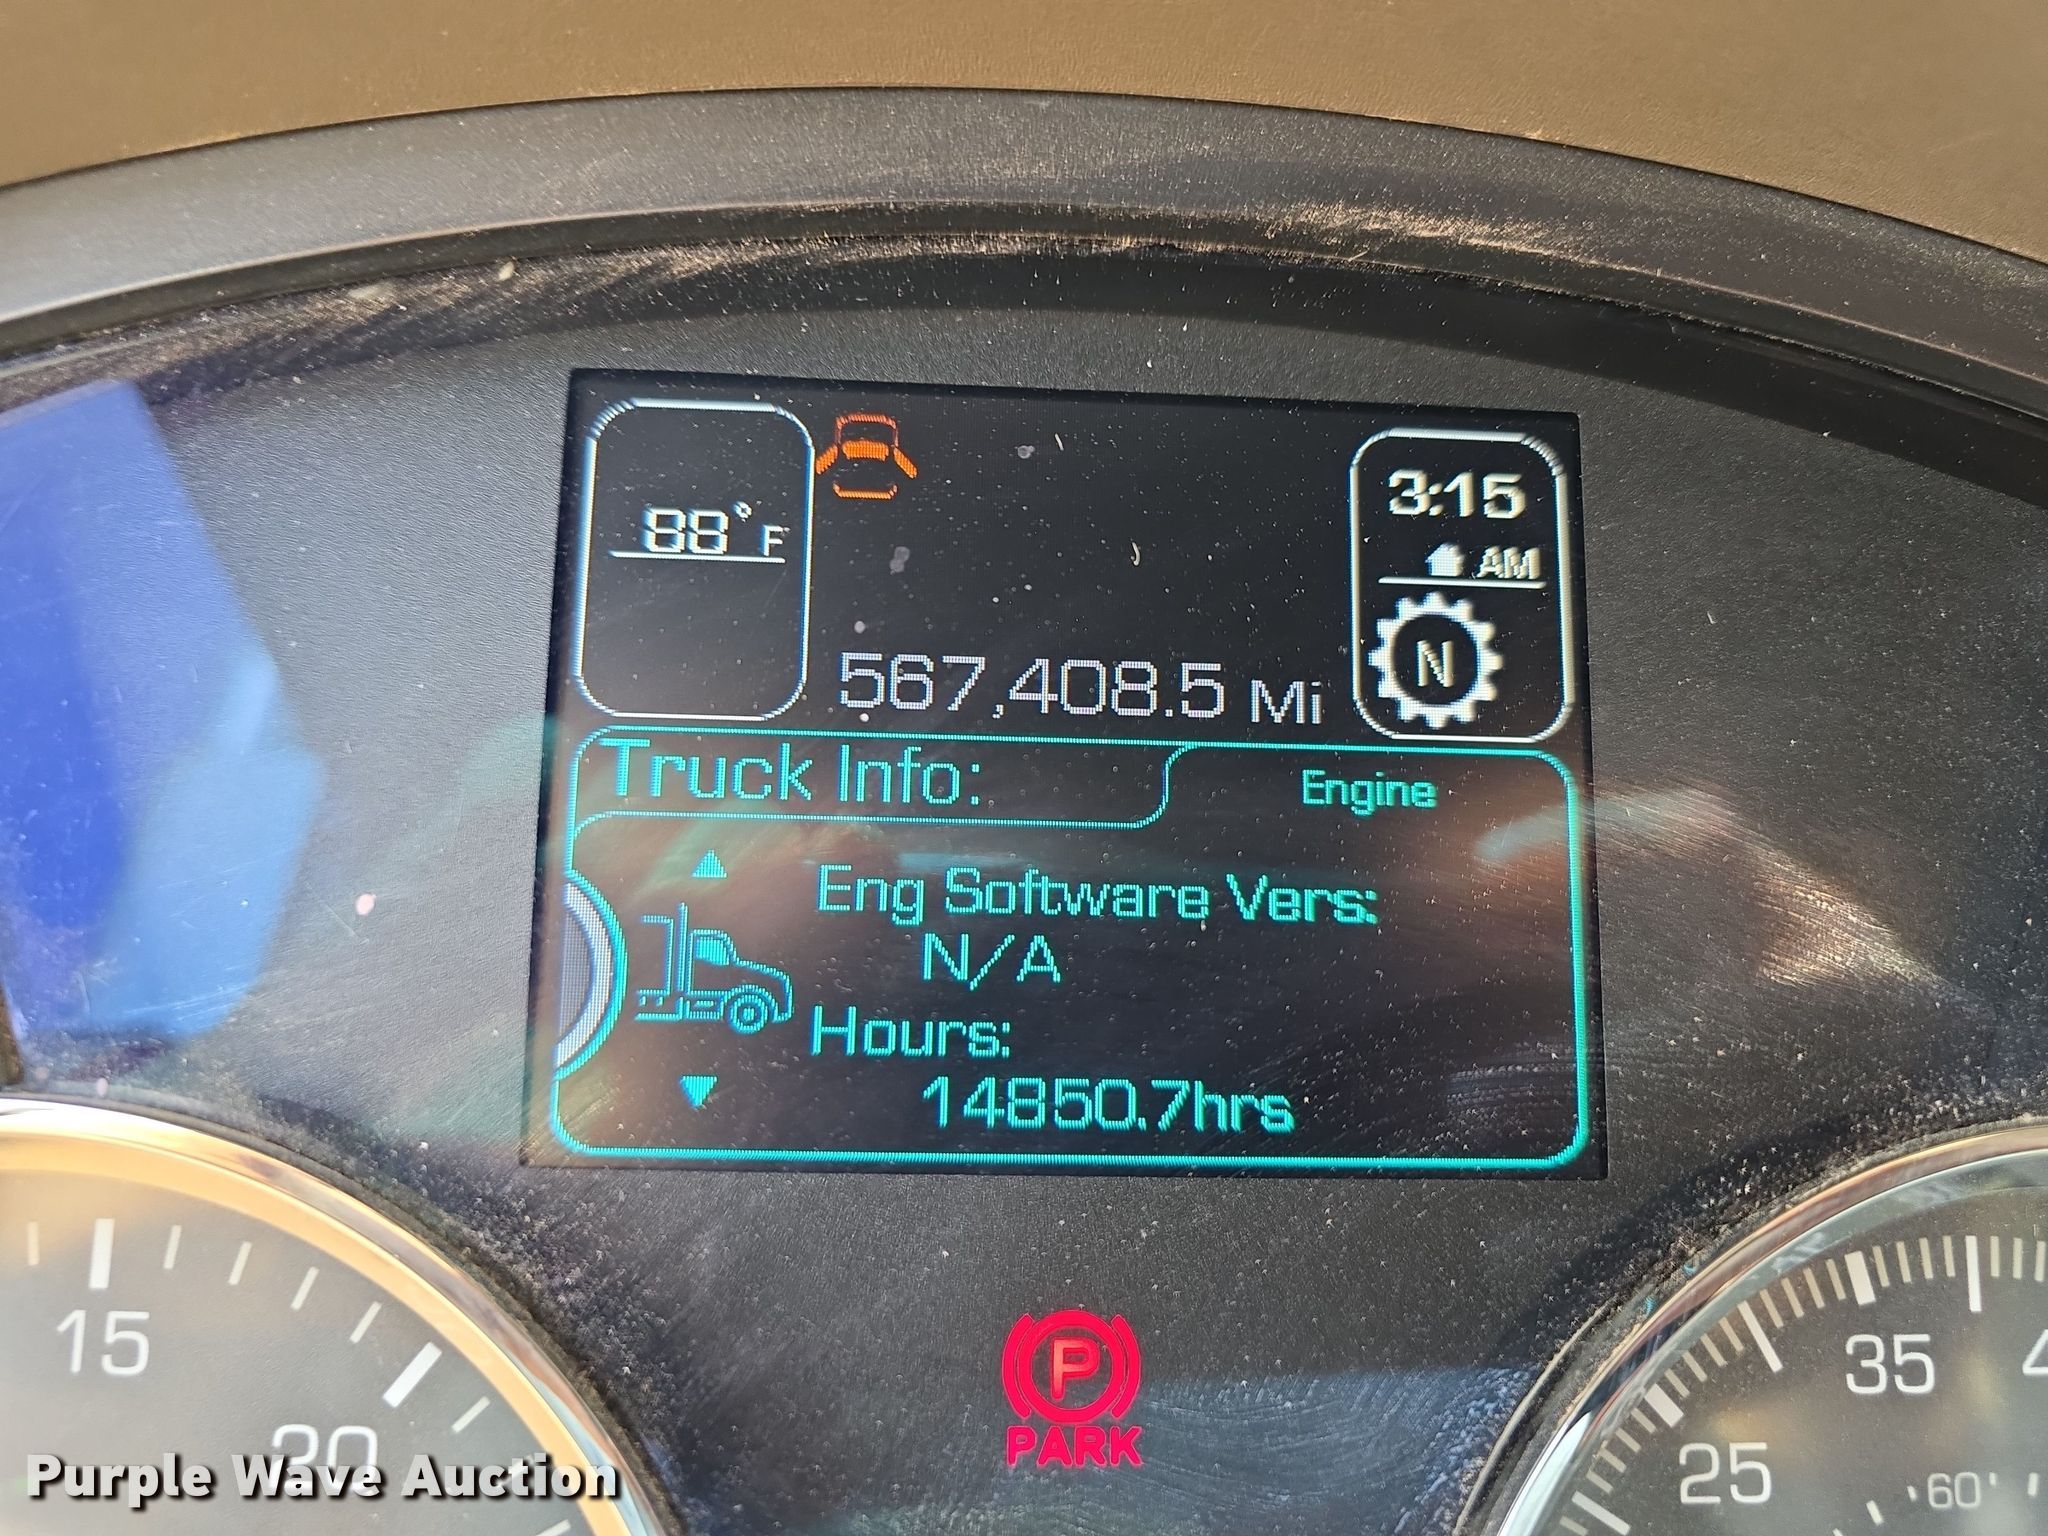 88°F
3:15
AM
N
567,408.5 Mi
Truck Info:
Engine
Eng Software Vers:
N/A
Hours:
14850.7hrs
P
PARK
15
20
35
25
60
Purple Wave Auction